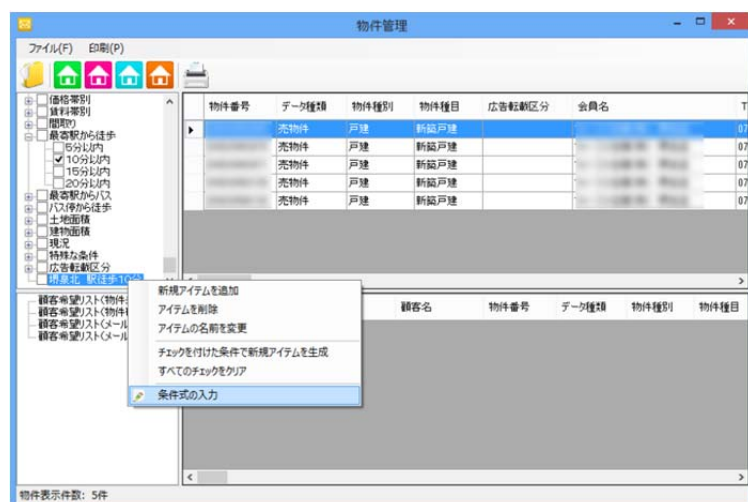 物件管理
ファイル(F) 印刷(P)
価格帯別
賃料帯別
間取り
最寄駅から徒歩
5分以内
10分以内
15分以内
20分以内
最寄駅からバス
バス停から徒歩
土地面積
建物面積
現況
特殊な条件
広告転載区分
堺泉北 駅徒歩10分
物件番号 データ種類 物件種別 物件種目 広告転載区分 会員名 T
売物件 戸建 新築戸建 07
売物件 戸建 新築戸建 07
売物件 戸建 新築戸建 07
売物件 戸建 新築戸建 07
売物件 戸建 新築戸建 07
新規アイテムを追加
アイテムを削除
アイテムの名前を変更
チェックを付けた条件で新規アイテムを生成
すべてのチェックをクリア
条件式の入力
顧客希望リスト(物件
顧客希望リスト(物件
顧客希望リスト(メール
顧客希望リスト(メール
顧客名 物件番号 データ種類 物件種別 物件種目
物件表示件数: 5件